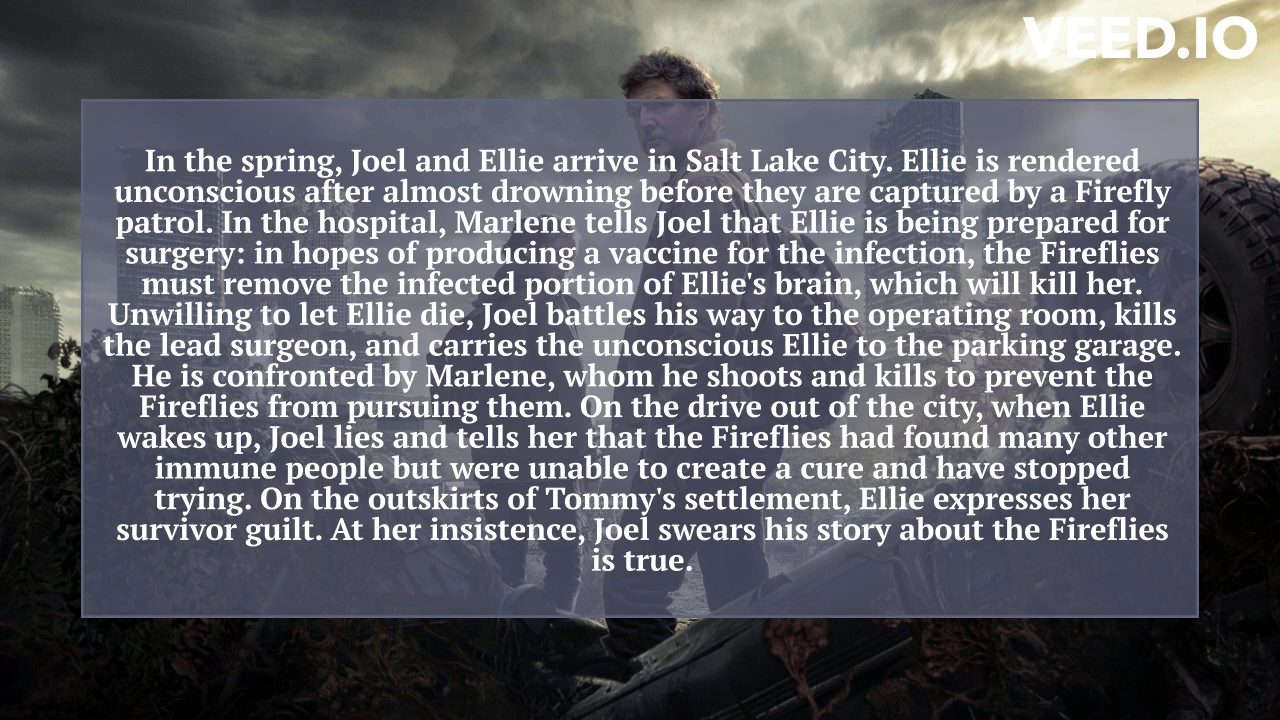 VEED.IO
In the spring, Joel and Ellie arrive in Salt Lake City. Ellie is rendered
unconscious after almost drowning before they are captured by a Firefly
patrol. In the hospital, Marlene tells Joel that Ellie is being prepared for
surgery: in hopes of producing a vaccine for the infection, the Fireflies
must remove the infected portion of Ellie's brain, which will kill her.
Unwilling to let Ellie die, Joel battles his way to the operating room, kills
the lead surgeon, and carries the unconscious Ellie to the parking garage.
He is confronted by Marlene, whom he shoots and kills to prevent the
Fireflies from pursuing them. On the drive out of the city, when Ellie
wakes up, Joel lies and tells her that the Fireflies had found many other
immune people but were unable to create a cure and have stopped
trying. On the outskirts of Tommy's settlement, Ellie expresses her
survivor guilt. At her insistence, Joel swears his story about the Fireflies
is true.